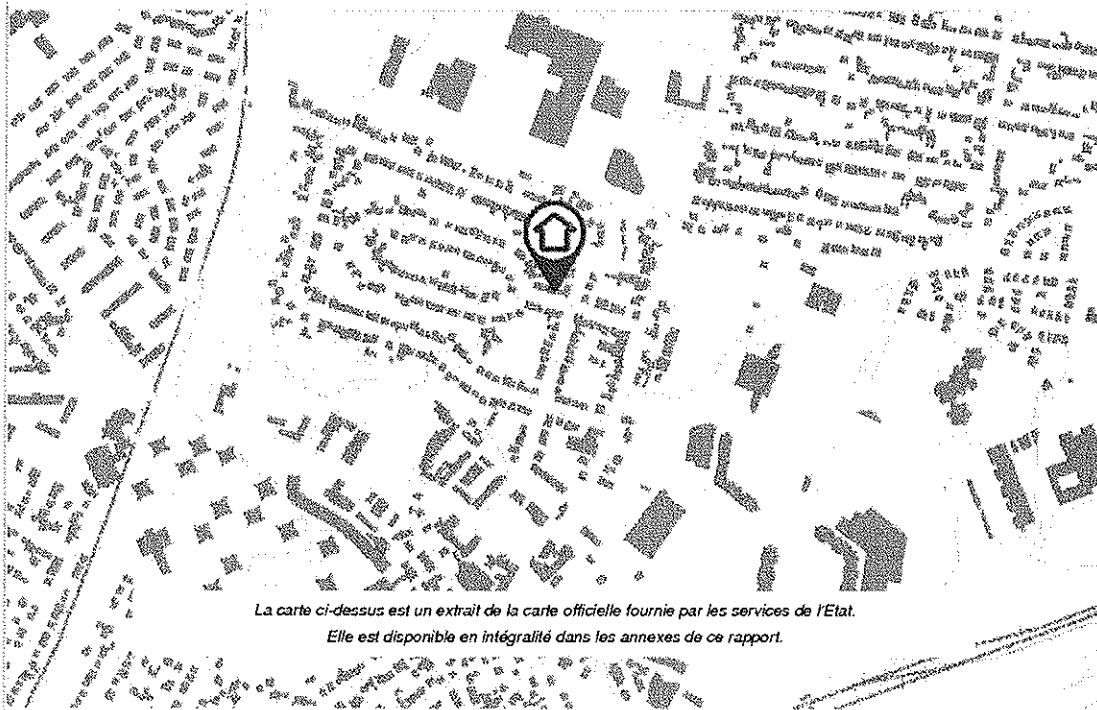 La carte ci-dessus est un extrait de la carte officielle fournie par les services de l'Etat.
Elle est disponible en intégralité dans les annexes de ce rapport.